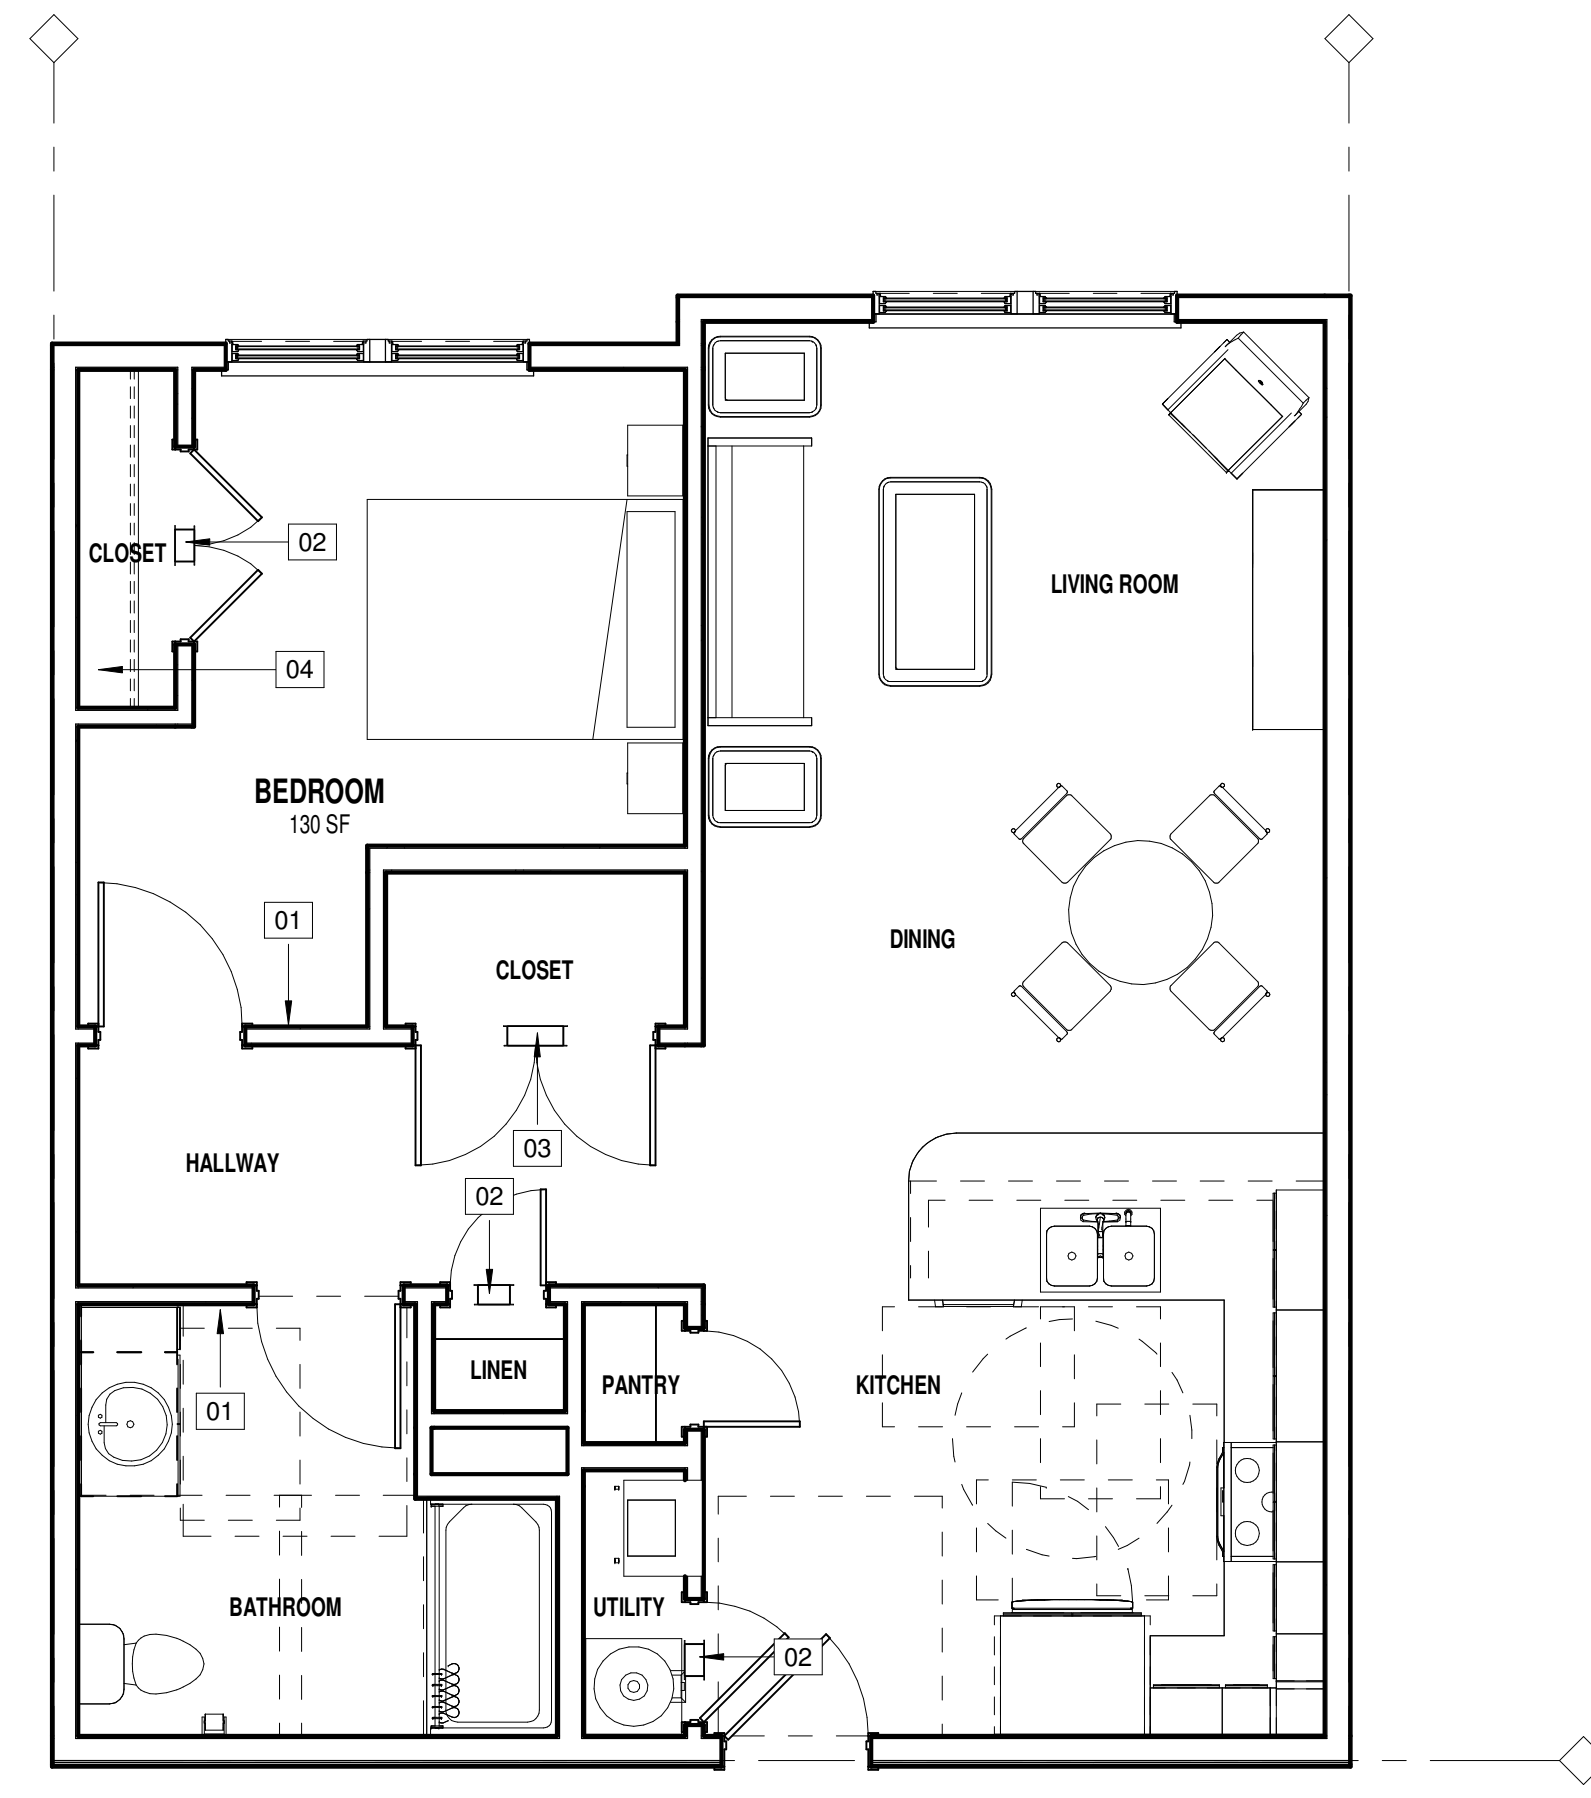 CLOSET
02
LIVING ROOM
04
BEDROOM
130 SF
01
DINING
CLOSET
03
HALLWAY
02
LINEN
PANTRY
KITCHEN
01
BATHROOM
UTILITY
02